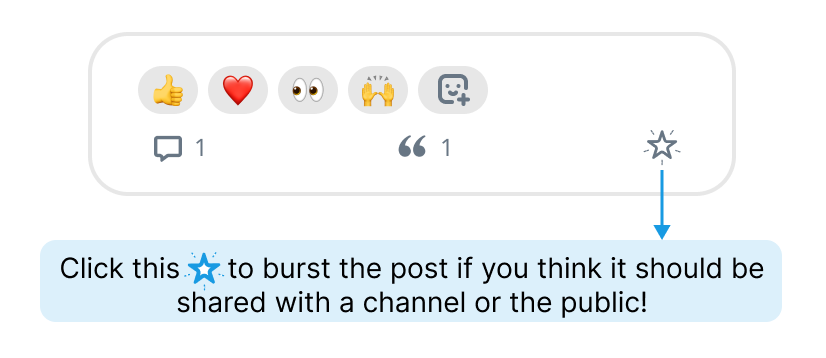 1
1
Click this to burst the post if you think it should be
shared with a channel or the public!